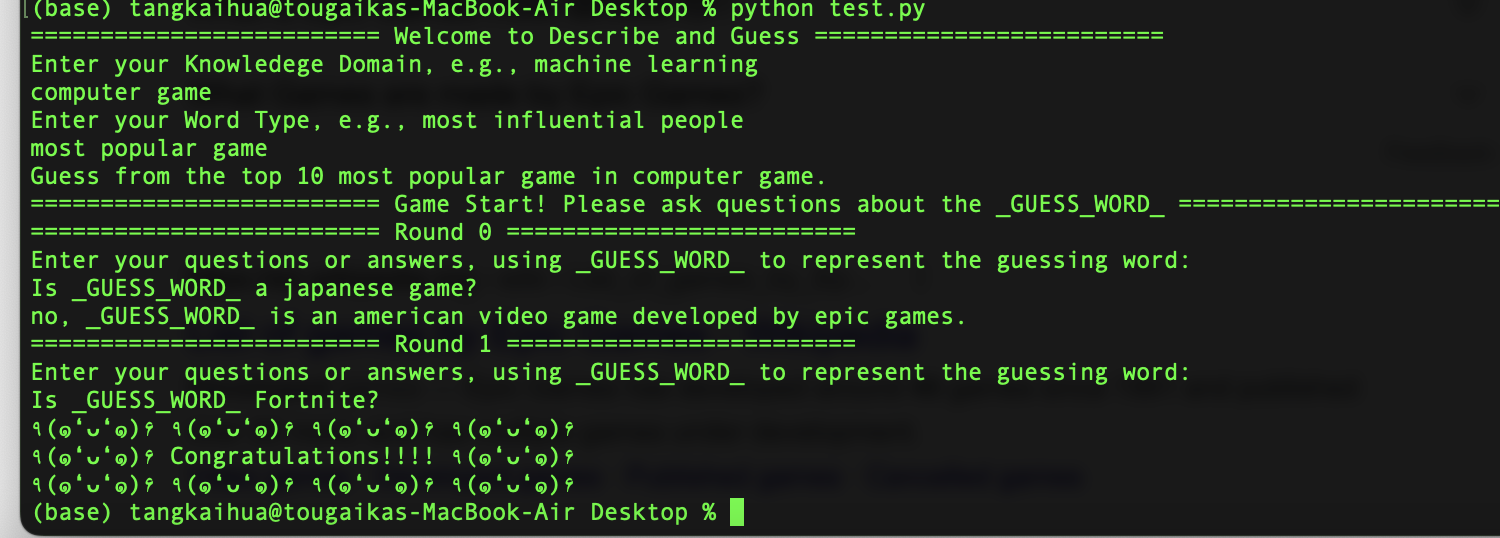 (base) tangkaihua@tougaikas-MacBook-Air Desktop % python test.py
========================= Welcome to Describe and Guess =========================
Enter your Knowledege Domain, e.g., machine learning
computer game
Enter your Word Type, e.g., most influential people
most popular game
Guess from the top 10 most popular game in computer game.
========================= Game Start! Please ask questions about the _GUESS_WORD_ =======================
========================= Round 0 =========================
Enter your questions or answers, using _GUESS_WORD_ to represent the guessing word:
Is _GUESS_WORD_ a japanese game?
no, _GUESS_WORD_ is an american video game developed by epic games.
========================= Round 1 =========================
Enter your questions or answers, using _GUESS_WORD_ to represent the guessing word:
Is _GUESS_WORD_ Fortnite?
٩(๑❛ᴗ❛๑)۶ ٩(๑❛ᴗ❛๑)۶ ٩(๑❛ᴗ❛๑)۶ ٩(๑❛ᴗ❛๑)۶
٩(๑❛ᴗ❛๑)۶ Congratulations!!!! ٩(๑❛ᴗ❛๑)۶
٩(๑❛ᴗ❛๑)۶ ٩(๑❛ᴗ❛๑)۶ ٩(๑❛ᴗ❛๑)۶ ٩(๑❛ᴗ❛๑)۶
(base) tangkaihua@tougaikas-MacBook-Air Desktop %